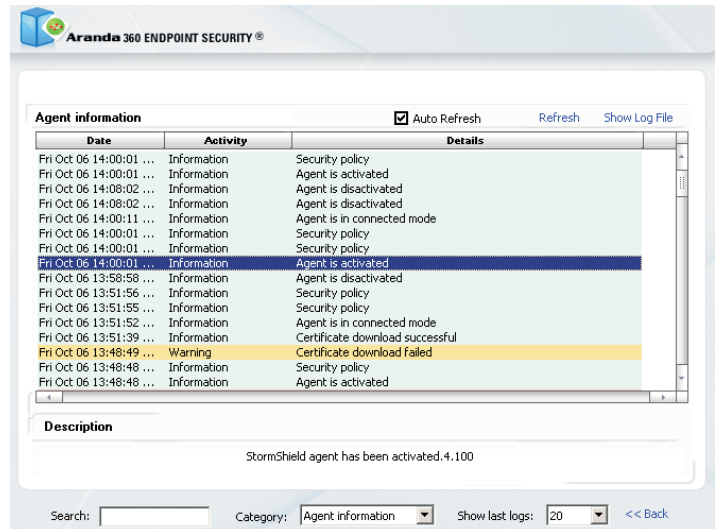 Aranda 360 ENDPOINT SECURITY ®
Agent information Auto Refresh Refresh Show Log File
Date Activity Details
Fri Oct 06 14:00:01 ... Information Security policy
Fri Oct 06 14:00:01 ... Information Agent is activated
Fri Oct 06 14:08:02 ... Information Agent is disactivated
Fri Oct 06 14:08:02 ... Information Agent is disactivated
Fri Oct 06 14:00:11 ... Information Agent is in connected mode
Fri Oct 06 14:00:01 ... Information Security policy
Fri Oct 06 14:00:01 ... Information Security policy
Fri Oct 06 14:00:01 ... Information Agent is activated
Fri Oct 06 13:58:58 ... Information Agent is disactivated
Fri Oct 06 13:51:56 ... Information Security policy
Fri Oct 06 13:51:55 ... Information Security policy
Fri Oct 06 13:51:52 ... Information Agent is in connected mode
Fri Oct 06 13:51:39 ... Information Certificate download successful
Fri Oct 06 13:48:49 ... Warning Certificate download failed
Fri Oct 06 13:48:48 ... Information Security policy
Fri Oct 06 13:48:48 ... Information Agent is activated
Description
StormShield agent has been activated.4.100
Search: Category: Agent information Show last logs: 20 << Back